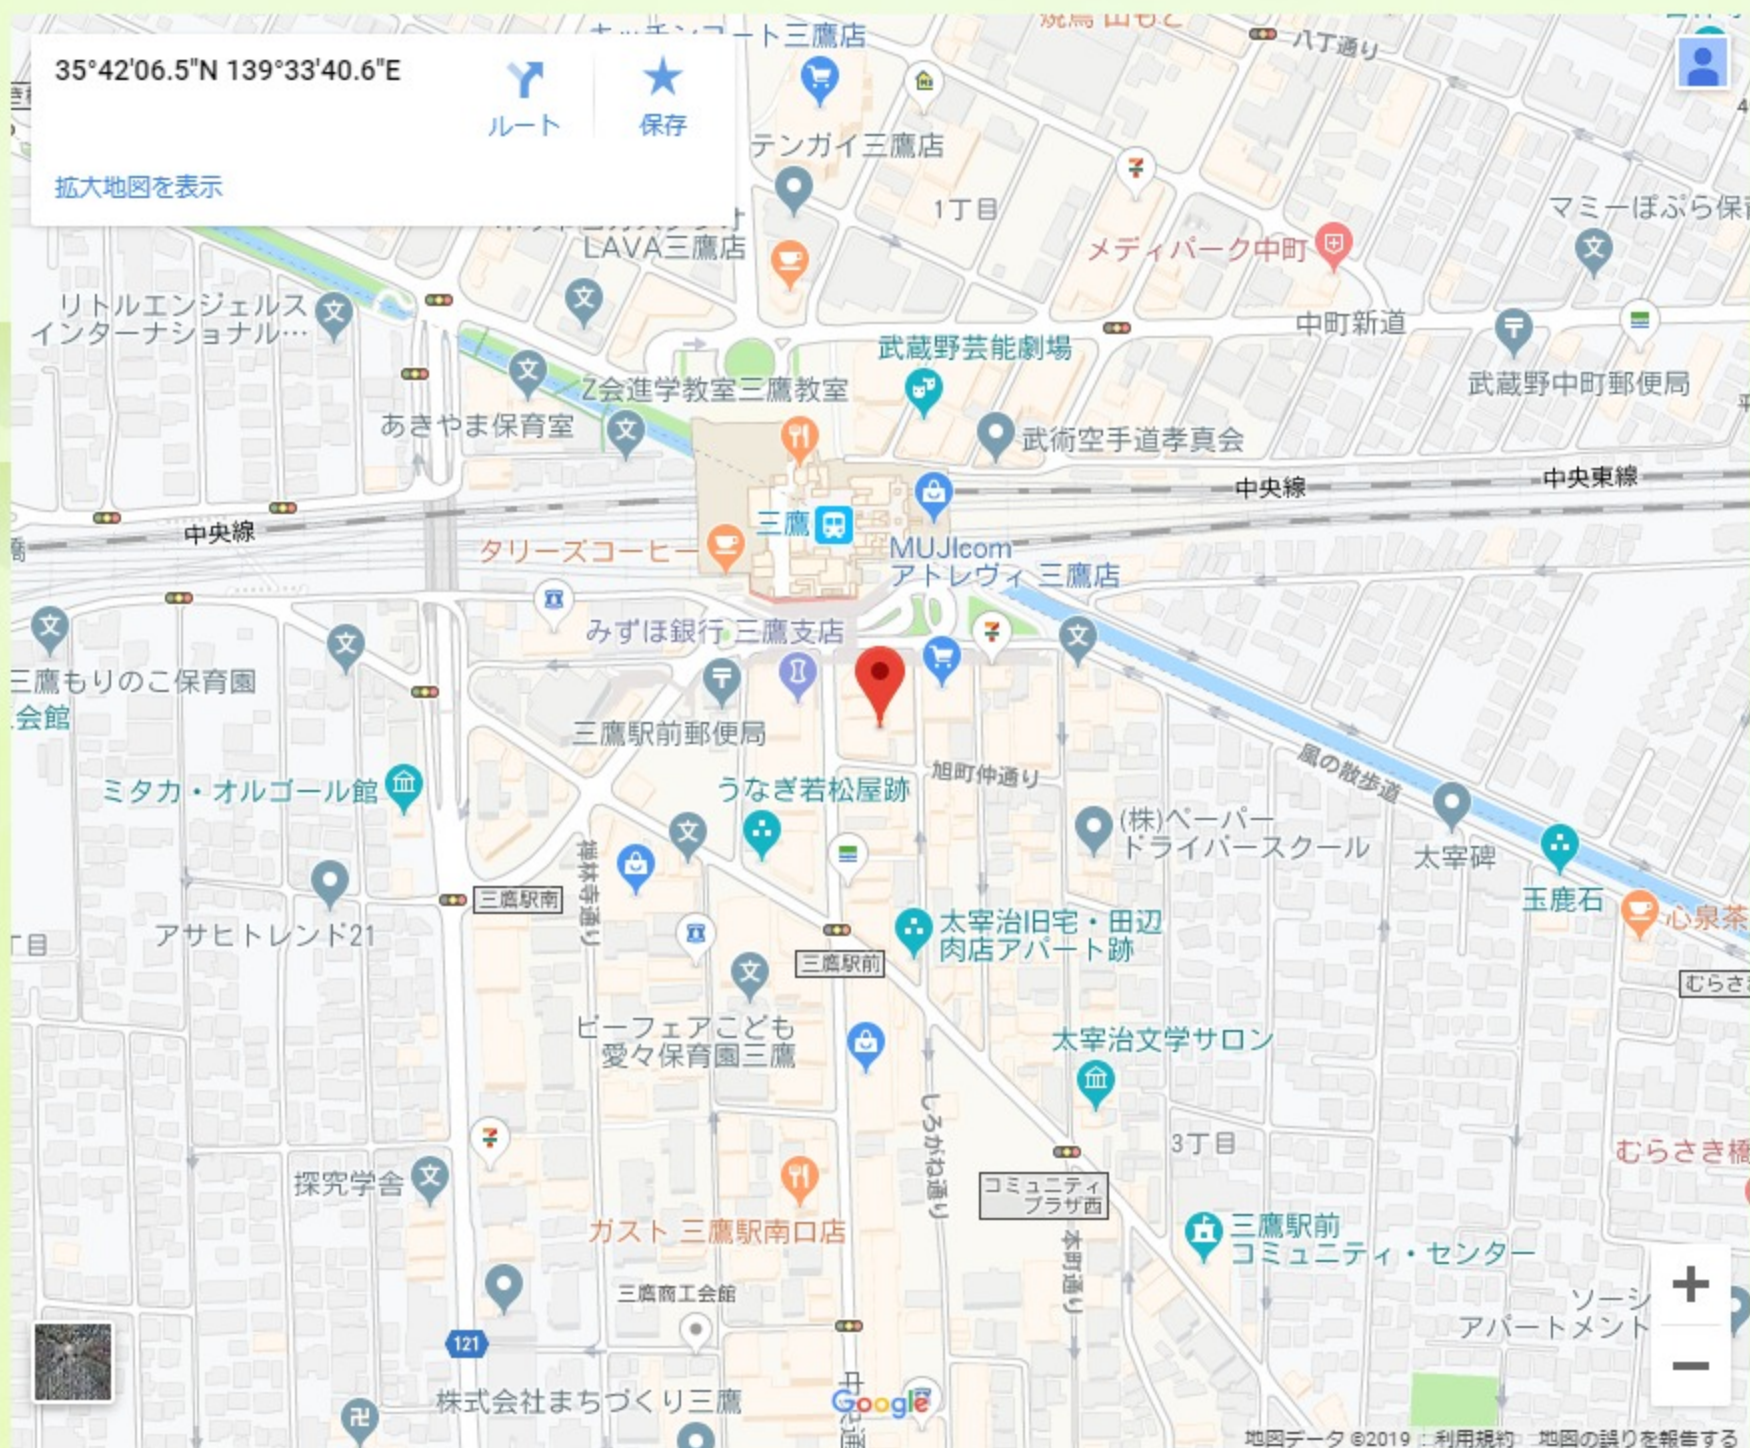 35°42'06.5"N 139°33'40.6"E
ルート
保存
拡大地図を表示
八丁通り
テンガイ三鷹店
1丁目
LAVA三鷹店
メディパーク中町
マミーぽぷら保育
リトルエンジェルス
インターナショナル…
中町新道
武蔵野芸能劇場
Z会進学教室三鷹教室
武蔵野中町郵便局
あきやま保育室
武術空手道孝真会
中央線
中央東線
中央線
三鷹
タリーズコーヒー
MUJIcom
アトレヴィ 三鷹店
みずほ銀行 三鷹支店
三鷹もりのこ保育園
会館
三鷹駅前郵便局
旭町仲通り
風の散歩道
ミタカ・オルゴール館
うなぎ若松屋跡
(株)ペーパー
ドライバースクール
太宰碑
禅林寺通り
三鷹駅南
玉鹿石
心泉茶
アサヒトレンド21
丁目
太宰治旧宅・田辺
肉店アパート跡
三鷹駅前
むらさ
ビーフェアこども
愛々保育園三鷹
太宰治文学サロン
しろがね通り
3丁目
むらさき橋
探究学舎
コミュニティ
プラザ西
ガスト 三鷹駅南口店
三鷹駅前
コミュニティ・センター
本町通り
三鷹商工会館
ソーシ
アパートメント
121
株式会社まちづくり三鷹
Google
地図データ ©2019
利用規約
地図の誤りを報告する